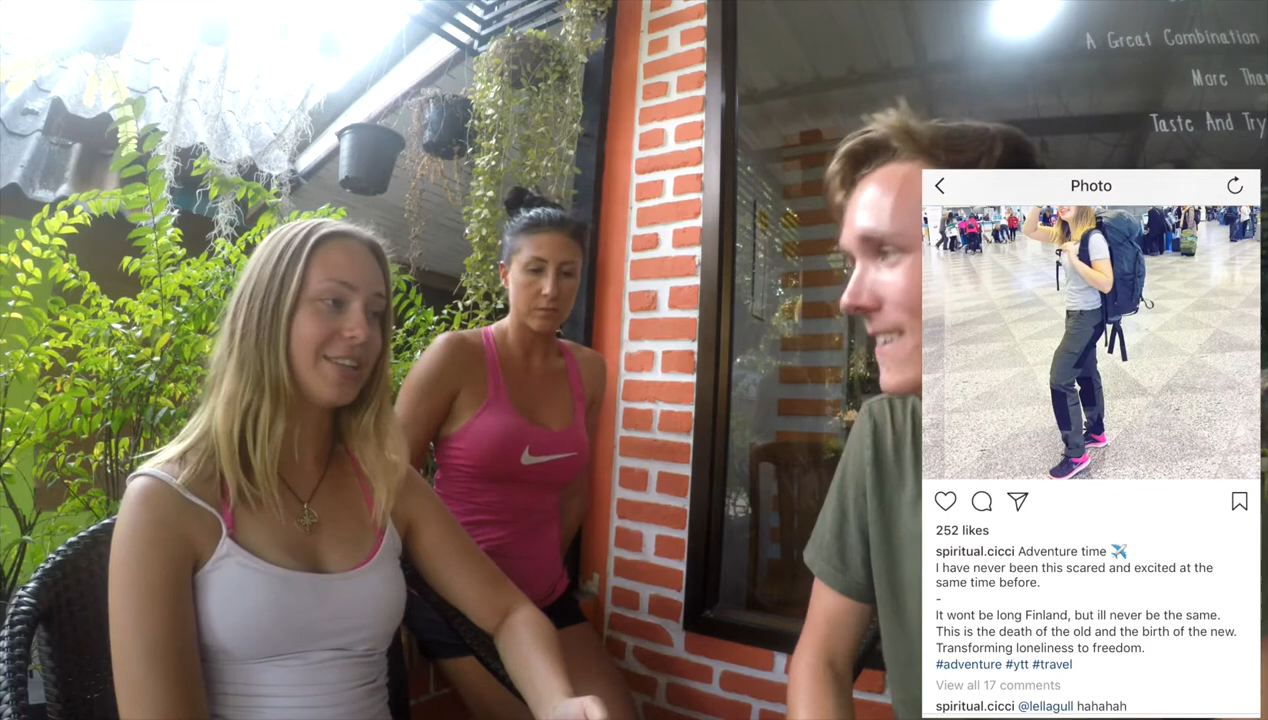 A Great Combination
More
Taste And Try
Photo
252 likes
spiritual.cicci Adventure time
I have never been this scared and excited at the
same time before.
-
It wont be long Finland, but ill never be the same.
This is the death of the old and the birth of the new.
Transforming loneliness to freedom.
#adventure #ytt #travel
View all 17 comments
spiritual.cicci @lellagull hahahah